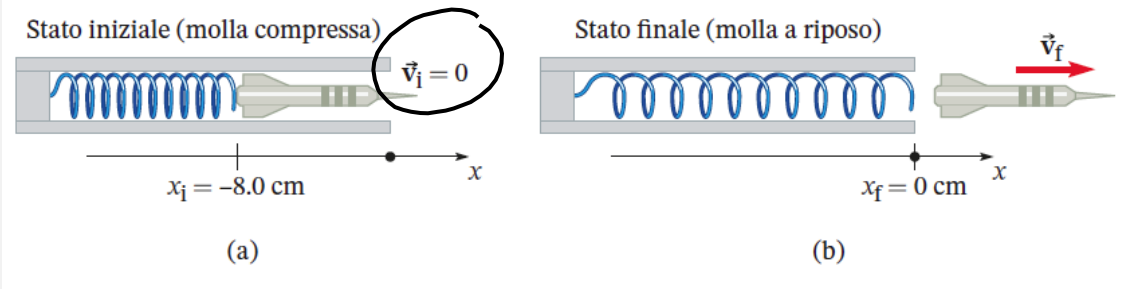 Stato iniziale (molla compressa)
v⃗i = 0
xi = –8.0 cm
x
(a)
Stato finale (molla a riposo)
v⃗f
xf = 0 cm
x
(b)